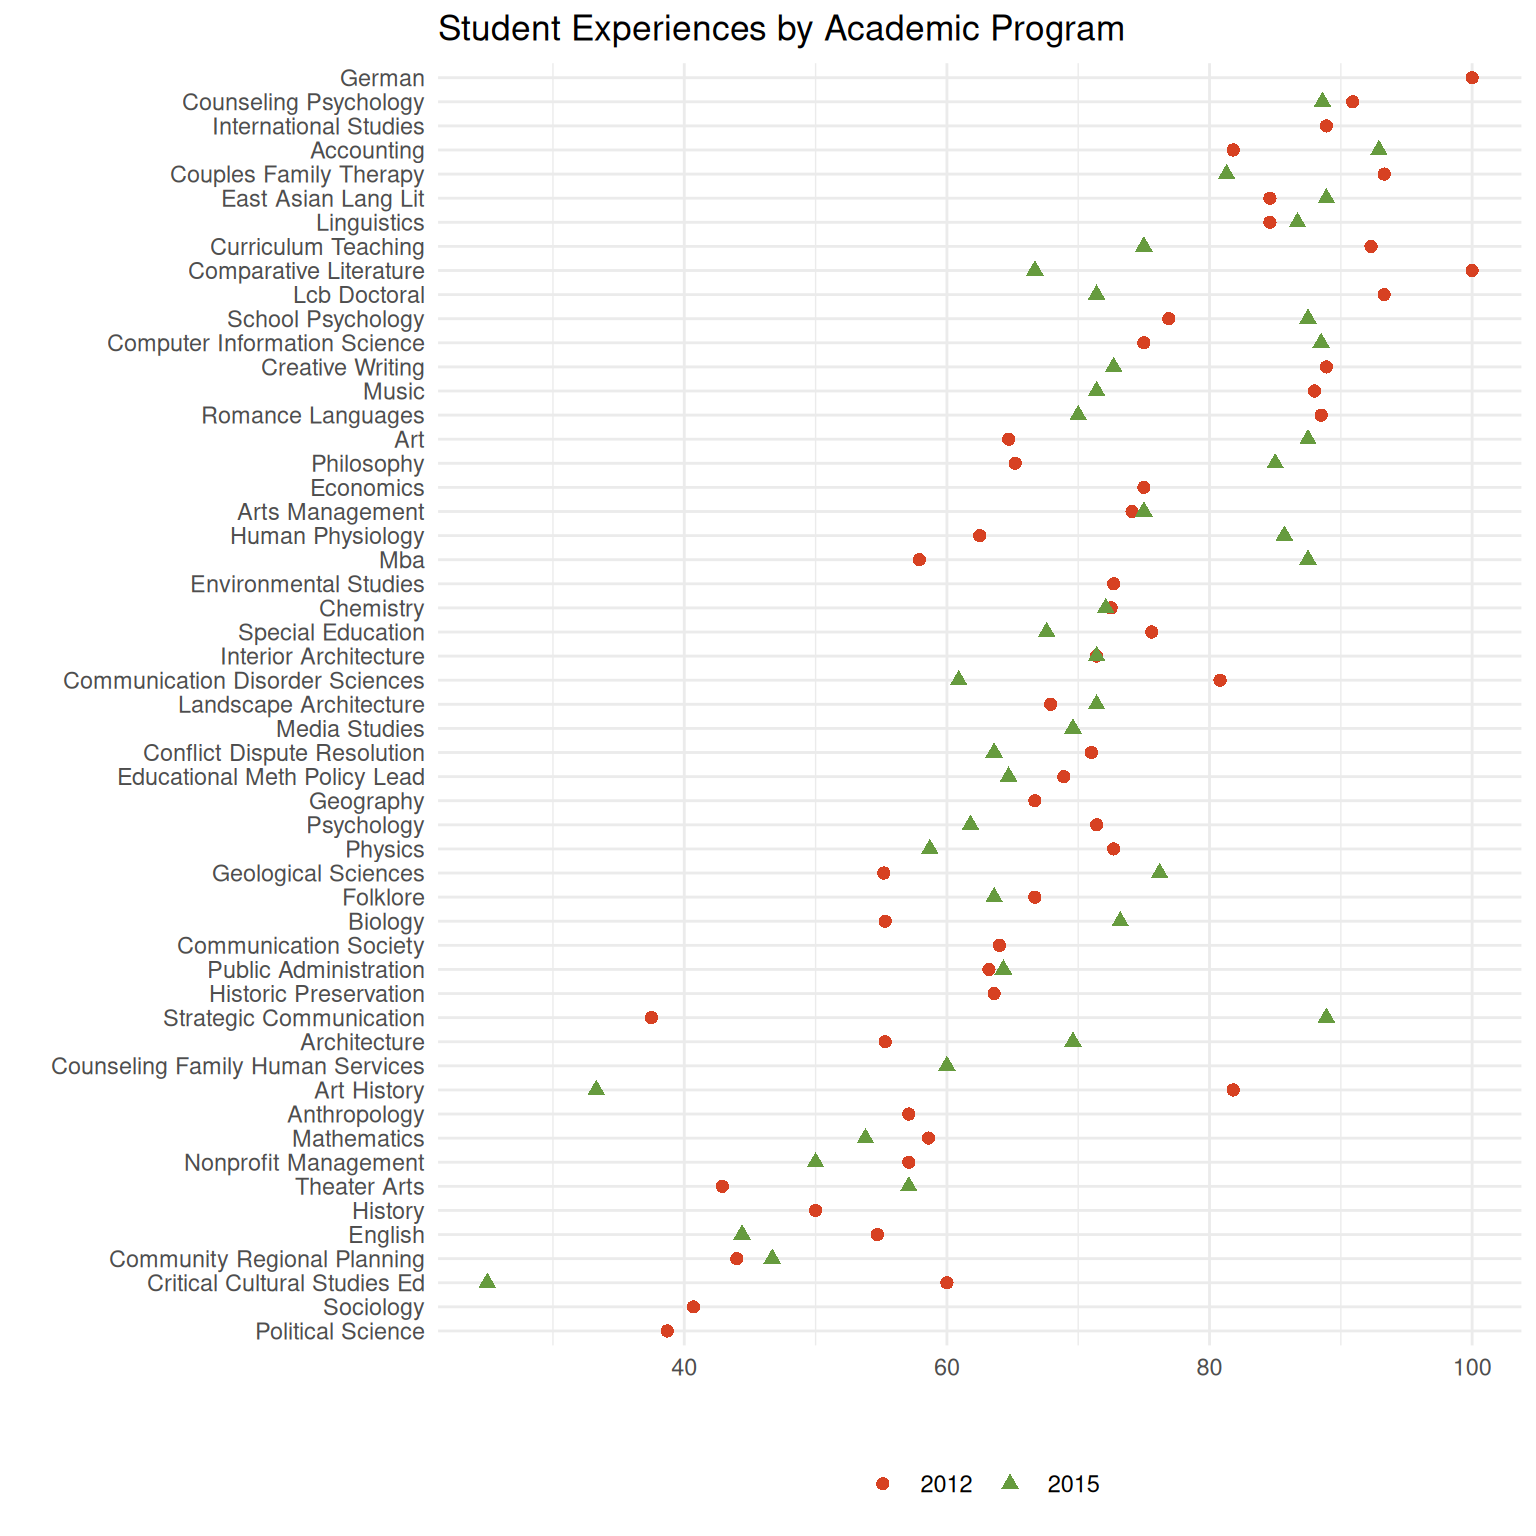 Student Experiences by Academic Program
German
Counseling Psychology
International Studies
Accounting
Couples Family Therapy
East Asian Lang Lit
Linguistics
Curriculum Teaching
Comparative Literature
Lcb Doctoral
School Psychology
Computer Information Science
Creative Writing
Music
Romance Languages
Art
Philosophy
Economics
Arts Management
Human Physiology
Mba
Environmental Studies
Chemistry
Special Education
Interior Architecture
Communication Disorder Sciences
Landscape Architecture
Media Studies
Conflict Dispute Resolution
Educational Meth Policy Lead
Geography
Psychology
Physics
Geological Sciences
Folklore
Biology
Communication Society
Public Administration
Historic Preservation
Strategic Communication
Architecture
Counseling Family Human Services
Art History
Anthropology
Mathematics
Nonprofit Management
Theater Arts
History
English
Community Regional Planning
Critical Cultural Studies Ed
Sociology
Political Science
40 60 80 100
2012 2015